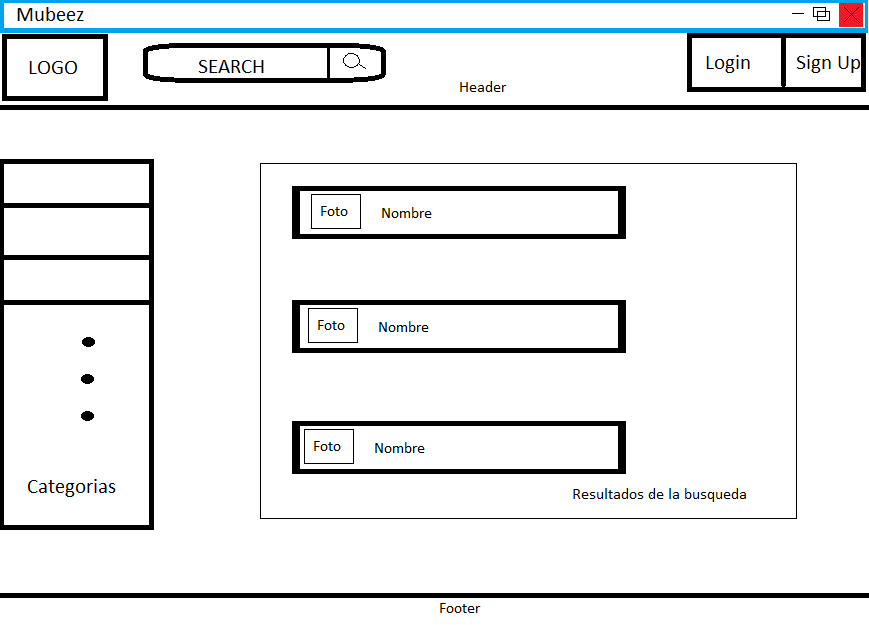 Mubeez
LOGO
SEARCH
Login
Sign Up
Header
Foto
Nombre
Foto
Nombre
Foto
Nombre
Categorias
Resultados de la busqueda
Footer